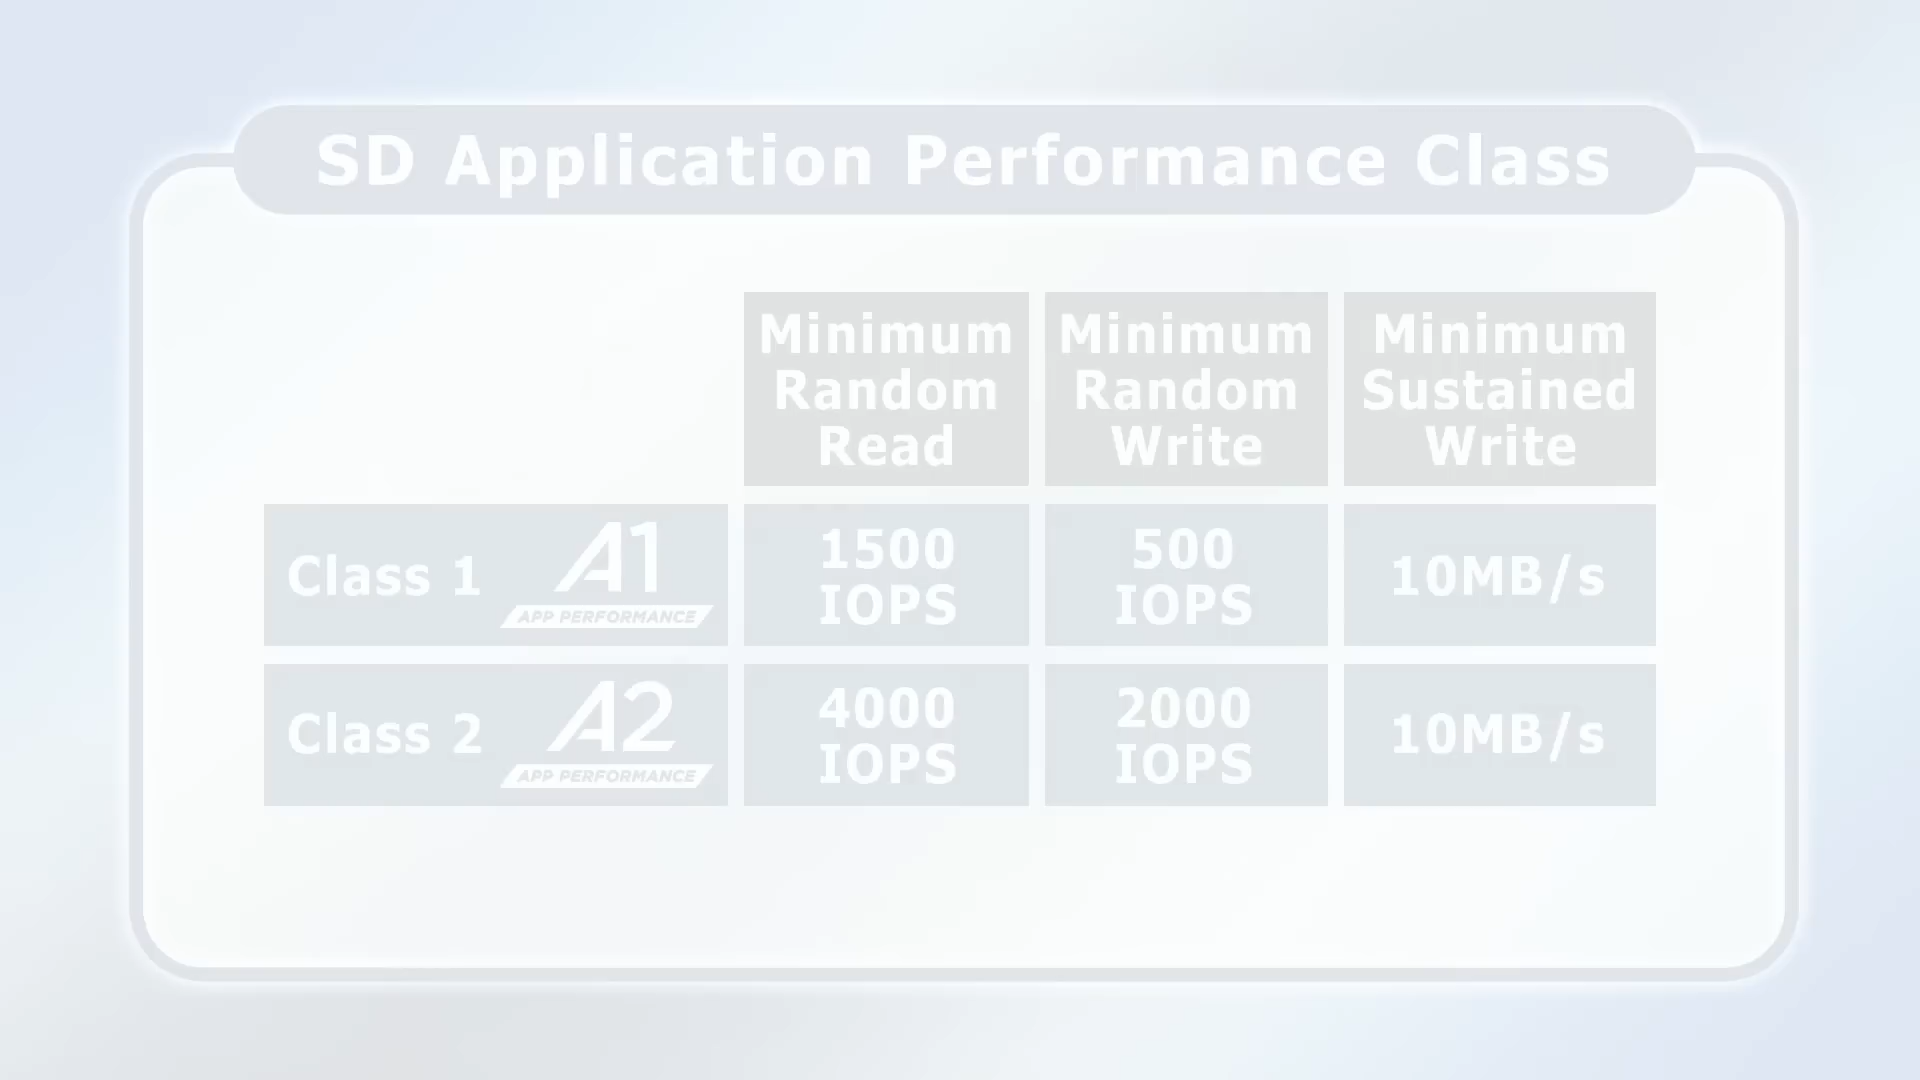 SD Application Performance Class
Minimum
Random
Read
Minimum
Random
Write
Minimum
Sustained
Write
Class 1
A1
APP PERFORMANCE
1500
IOPS
500
IOPS
10MB/s
Class 2
A2
APP PERFORMANCE
4000
IOPS
2000
IOPS
10MB/s